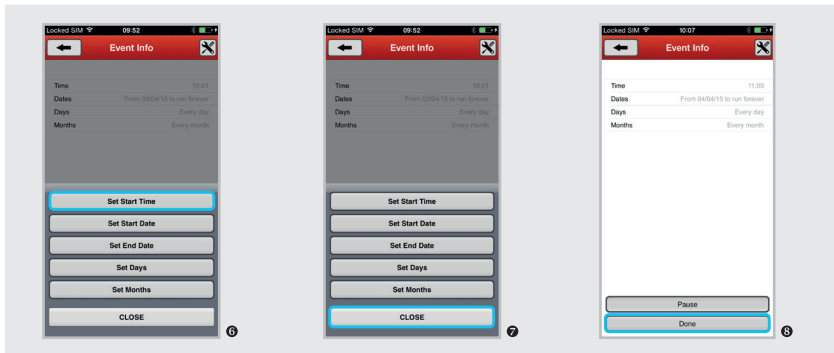 Locked SIM 09:52
Event Info
Time 10:51
Dates From 03/04/15 to run forever
Days Every day
Months Every month
Set Start Time
Set Start Date
Set End Date
Set Days
Set Months
CLOSE
❻
Locked SIM 09:52
Event Info
Time 10:51
Dates From 03/04/15 to run forever
Days Every day
Months Every month
Set Start Time
Set Start Date
Set End Date
Set Days
Set Months
CLOSE
❼
Locked SIM 10:07
Event Info
Time 11:03
Dates From 04/04/15 to run forever
Days Every day
Months Every month
Pause
Done
❽